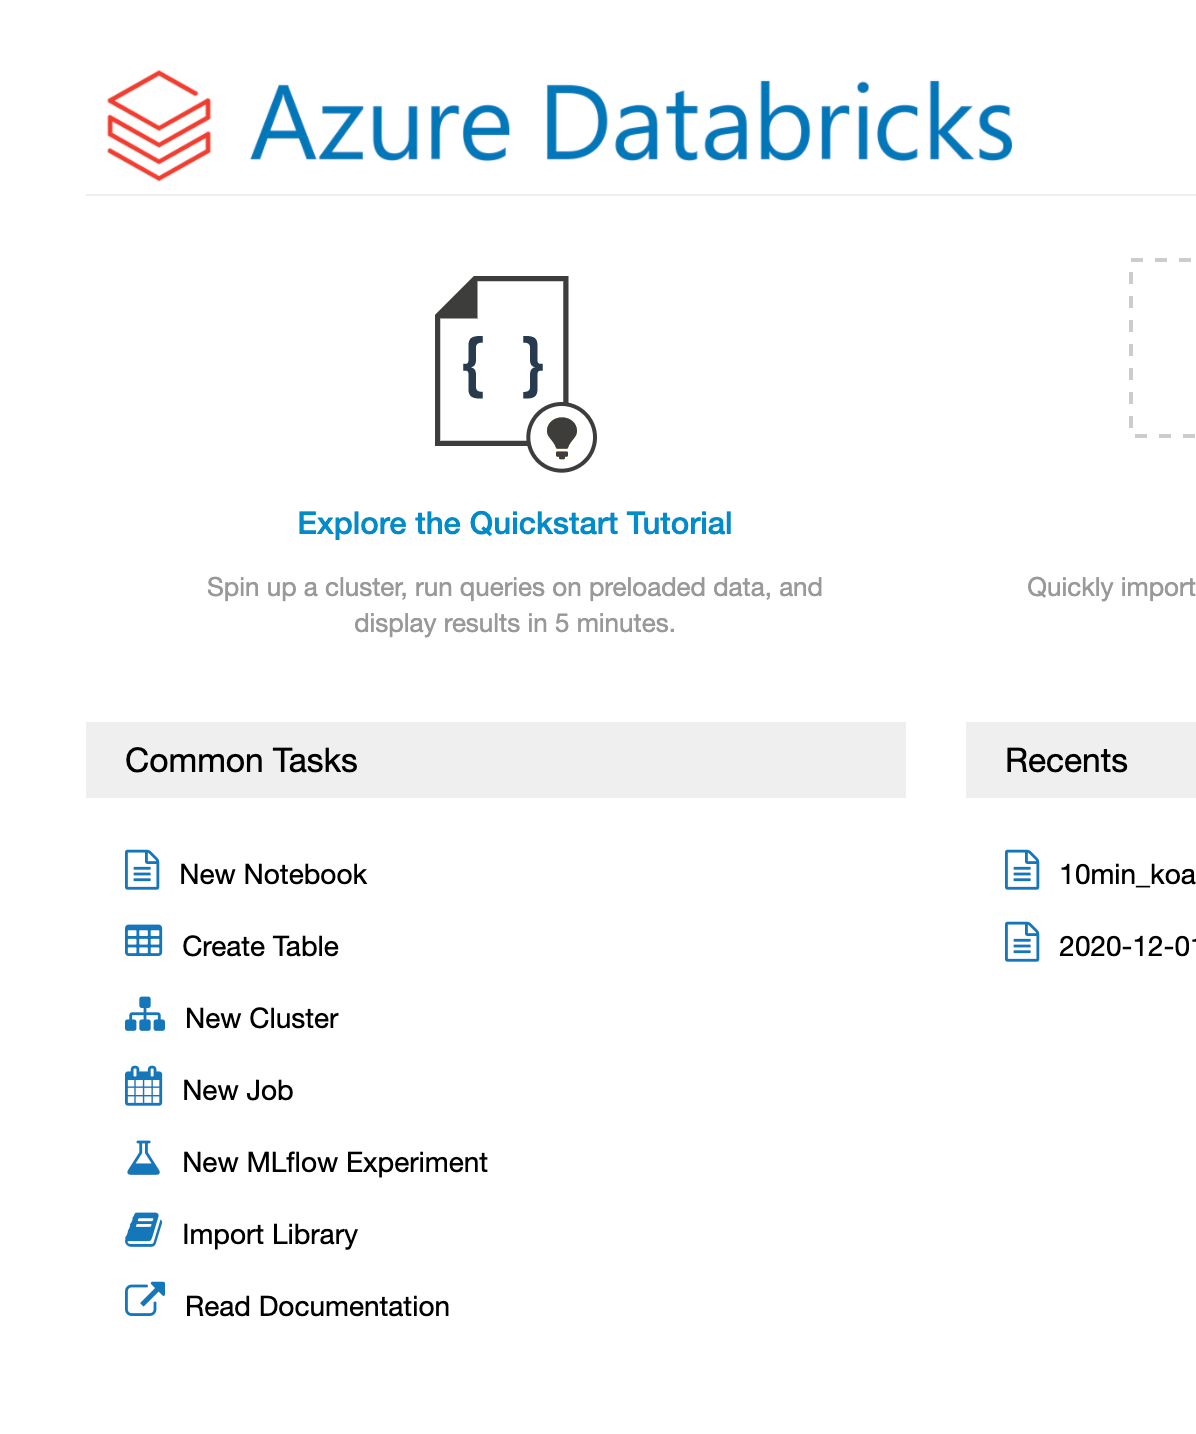 Azure Databricks
{ }
Explore the Quickstart Tutorial
Spin up a cluster, run queries on preloaded data, and
display results in 5 minutes.
Quickly import
Common Tasks
New Notebook
Create Table
New Cluster
New Job
New MLflow Experiment
Import Library
Read Documentation
Recents
10min_koa
2020-12-01